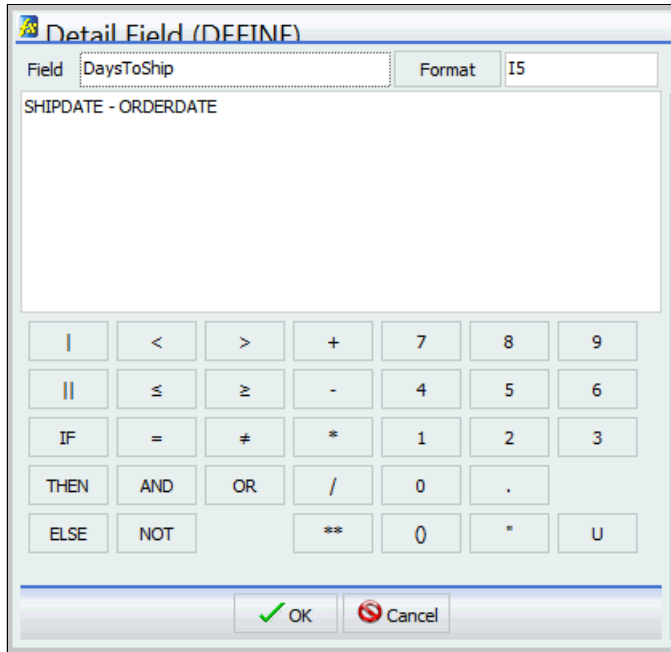 Detail Field (DEFINE)
Field DaysToShip Format I5
SHIPDATE - ORDERDATE
| < > + 7 8 9
|| ≤ ≥ - 4 5 6
IF = ≠ * 1 2 3
THEN AND OR / 0 .
ELSE NOT ** () " U
OK Cancel